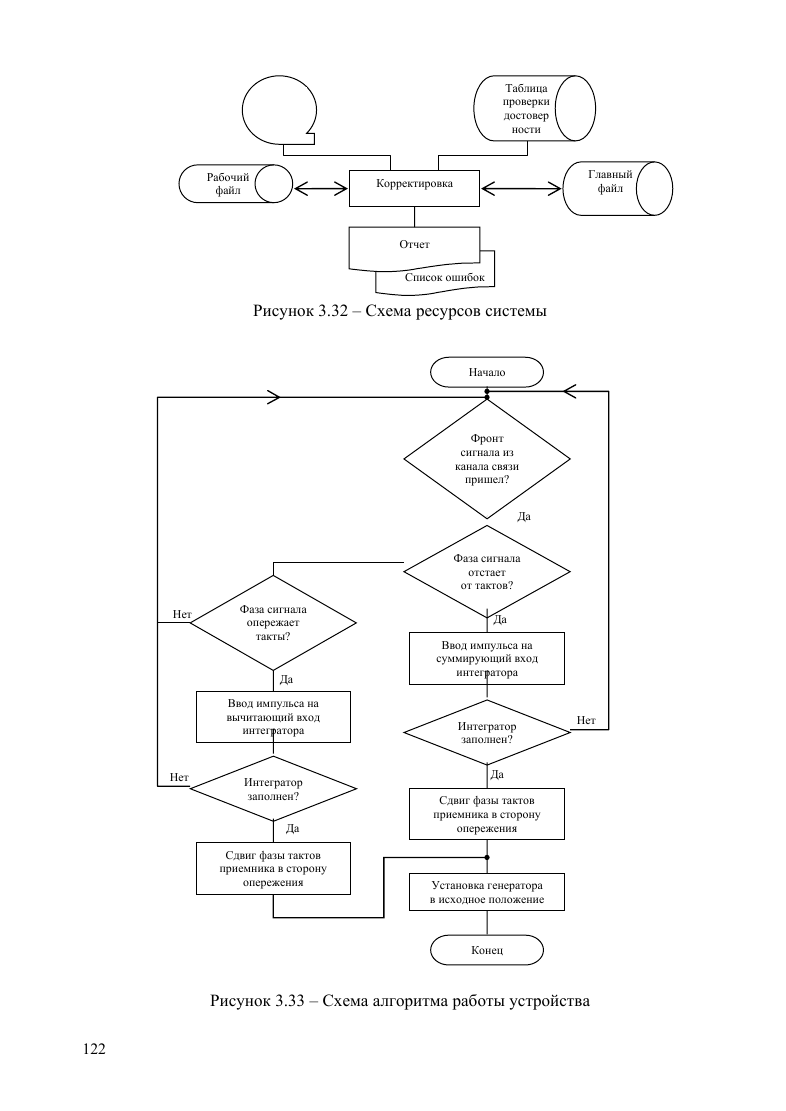 Таблица
проверки
достовер
ности
Рабочий
файл
Корректировка
Главный
файл
Отчет
Список ошибок
Рисунок 3.32 – Схема ресурсов системы
Начало
Фронт
сигнала из
канала связи
пришел?
Да
Фаза сигнала
отстает
от тактов?
Нет
Фаза сигнала
опережает
такты?
Да
Ввод импульса на
суммирующий вход
интегратора
Да
Ввод импульса на
вычитающий вход
интегратора
Интегратор
заполнен?
Нет
Да
Нет
Интегратор
заполнен?
Да
Сдвиг фазы тактов
приемника в сторону
опережения
Сдвиг фазы тактов
приемника в сторону
опережения
Установка генератора
в исходное положение
Конец
Рисунок 3.33 – Схема алгоритма работы устройства
122